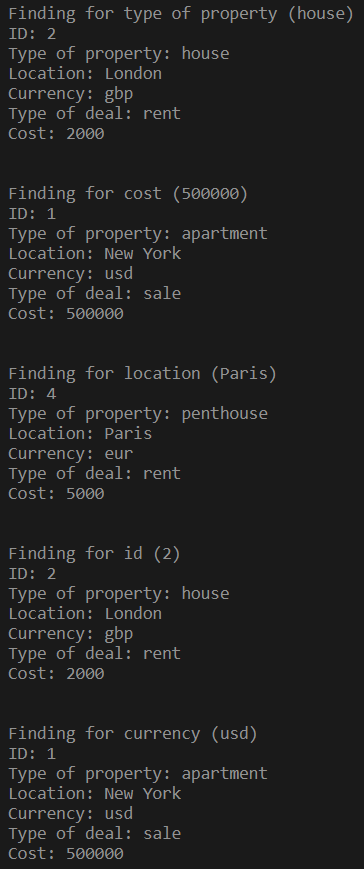 Finding for type of property (house)
ID: 2
Type of property: house
Location: London
Currency: gbp
Type of deal: rent
Cost: 2000
Finding for cost (500000)
ID: 1
Type of property: apartment
Location: New York
Currency: usd
Type of deal: sale
Cost: 500000
Finding for location (Paris)
ID: 4
Type of property: penthouse
Location: Paris
Currency: eur
Type of deal: rent
Cost: 5000
Finding for id (2)
ID: 2
Type of property: house
Location: London
Currency: gbp
Type of deal: rent
Cost: 2000
Finding for currency (usd)
ID: 1
Type of property: apartment
Location: New York
Currency: usd
Type of deal: sale
Cost: 500000